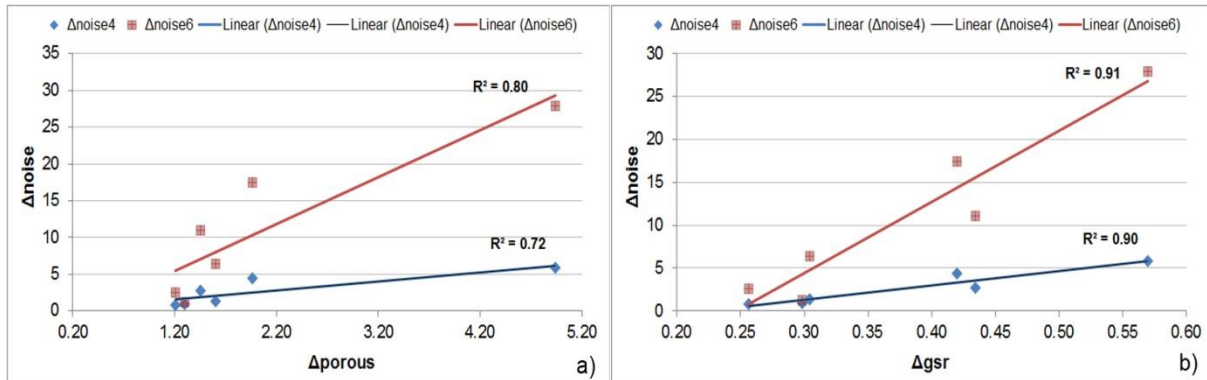 Δnoise4 Δnoise6 Linear (Δnoise4) Linear (Δnoise4) Linear (Δnoise6)
35
30
25
20
15
10
5
0
Δnoise
R² = 0.80
R² = 0.72
0.20 1.20 2.20 3.20 4.20 5.20
Δporous
a)
Δnoise4 Δnoise6 Linear (Δnoise4) Linear (Δnoise4) Linear (Δnoise6)
30
25
20
15
10
5
0
Δnoise
R² = 0.91
R² = 0.90
0.20 0.25 0.30 0.35 0.40 0.45 0.50 0.55 0.60
Δgsr
b)